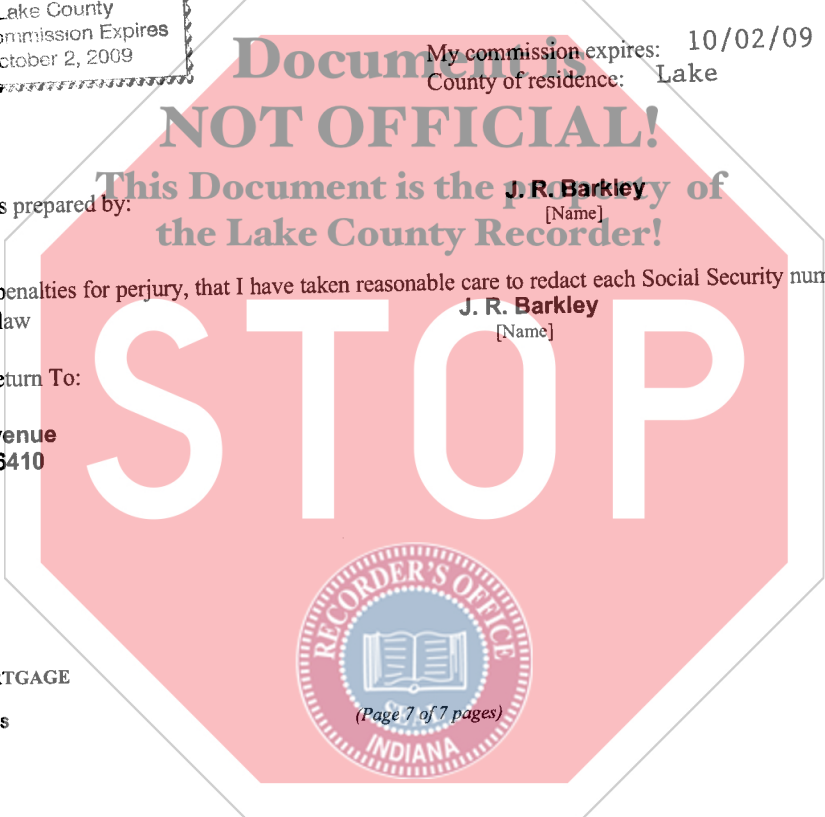 Lake County
ommission Expires
ctober 2, 2009
My commission expires: 10/02/09
County of residence: Lake
Document is
NOT OFFICIAL!
This Document is the property of
the Lake County Recorder!
s prepared by:
J. R. Barkley
[Name]
penalties for perjury, that I have taken reasonable care to redact each Social Security num
law
J. R. Barkley
[Name]
eturn To:
venue
6410
STOP
RECORDER'S OFFICE
SEAL
INDIANA
RTGAGE
(Page 7 of 7 pages)
s